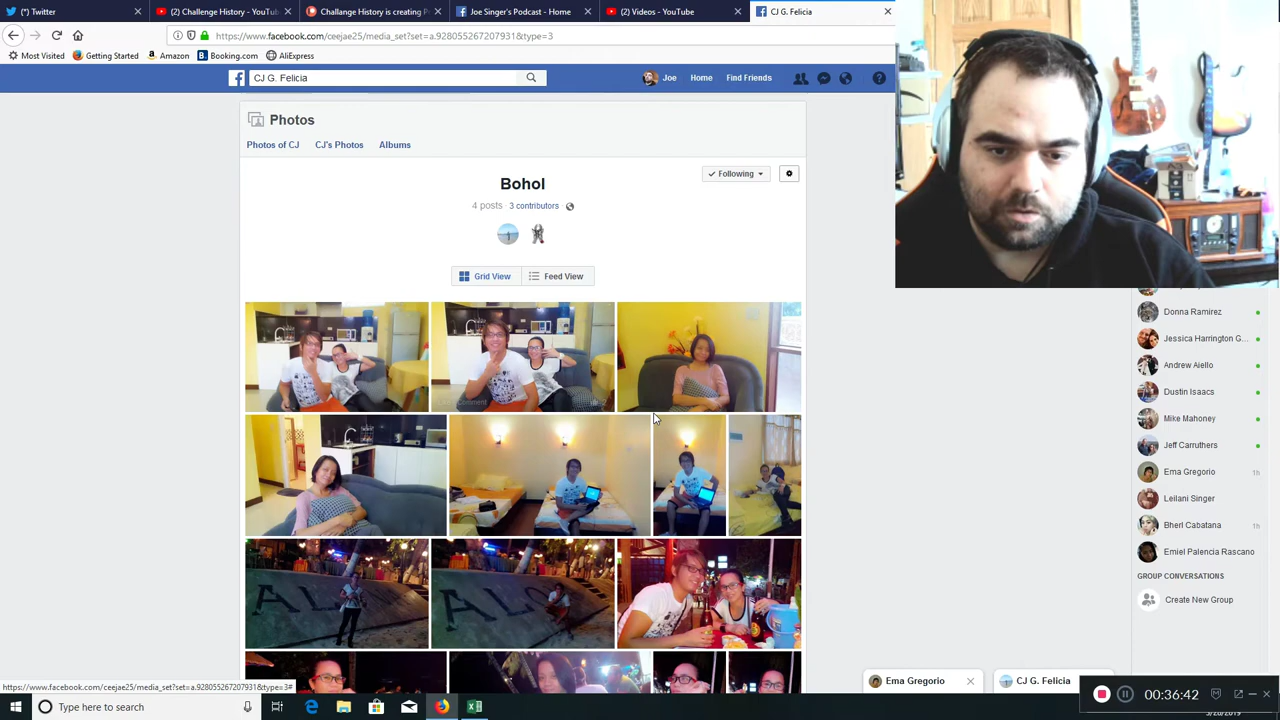 (*) Twitter
(2) Challenge History - YouTub
Challange History is creating P
Joe Singer's Podcast - Home
(2) Videos - YouTube
CJ G. Felicia
https://www.facebook.com/ceejae25/media_set?set=a.928055267207931&type=3
Most Visited
Getting Started
Amazon
Booking.com
AliExpress
CJ G. Felicia
Joe
Home
Find Friends
Photos
Photos of CJ
CJ's Photos
Albums
Following
Bohol
4 posts · 3 contributors
Grid View
Feed View
Comment
Donna Ramirez
Jessica Harrington G...
Andrew Aiello
Dustin Isaacs
Mike Mahoney
Jeff Carruthers
Ema Gregorio 1h
Leilani Singer
Bherl Cabatana 1h
Emiel Palencia Rascano
GROUP CONVERSATIONS
Create New Group
Ema Gregorio
CJ G. Felicia
https://www.facebook.com/ceejae25/media_set?set=a.928055267207931&type=3#
00:36:42
Type here to search